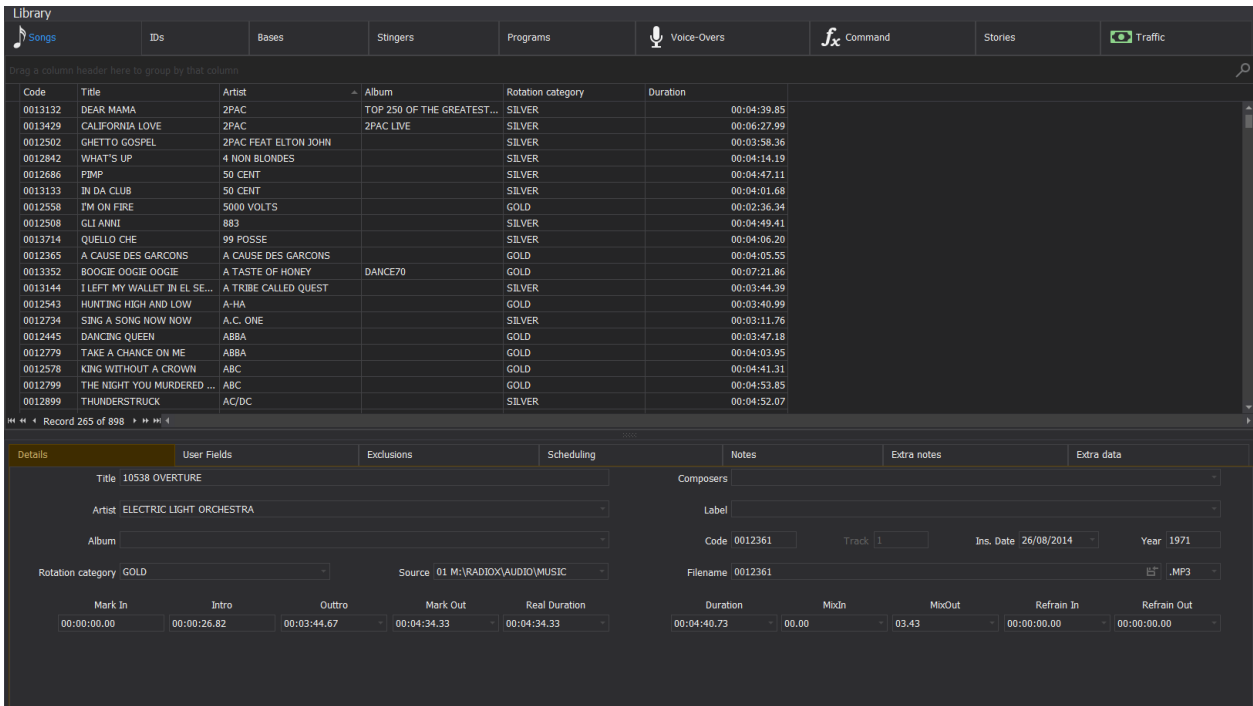 Library
Songs IDs Bases Stingers Programs Voice-Overs fx Command Stories Traffic
Drag a column header here to group by that column
Code Title Artist Album Rotation category Duration
0013132 DEAR MAMA 2PAC TOP 250 OF THE GREATEST... SILVER 00:04:39.85
0013429 CALIFORNIA LOVE 2PAC 2PAC LIVE SILVER 00:06:27.99
0012502 GHETTO GOSPEL 2PAC FEAT ELTON JOHN SILVER 00:03:58.36
0012842 WHAT'S UP 4 NON BLONDES SILVER 00:04:14.19
0012686 PIMP 50 CENT SILVER 00:04:47.11
0013133 IN DA CLUB 50 CENT SILVER 00:04:01.68
0012558 I'M ON FIRE 5000 VOLTS GOLD 00:02:36.34
0012508 GLI ANNI 883 SILVER 00:04:49.41
0013714 QUELLO CHE 99 POSSE SILVER 00:04:06.20
0012365 A CAUSE DES GARCONS A CAUSE DES GARCONS GOLD 00:04:05.55
0013352 BOOGIE OOGIE OOGIE A TASTE OF HONEY DANCE70 GOLD 00:07:21.86
0013144 I LEFT MY WALLET IN EL SE... A TRIBE CALLED QUEST SILVER 00:03:44.39
0012543 HUNTING HIGH AND LOW A-HA GOLD 00:03:40.99
0012734 SING A SONG NOW NOW A.C. ONE SILVER 00:03:11.76
0012445 DANCING QUEEN ABBA GOLD 00:03:47.18
0012779 TAKE A CHANCE ON ME ABBA GOLD 00:04:03.95
0012578 KING WITHOUT A CROWN ABC GOLD 00:04:41.31
0012799 THE NIGHT YOU MURDERED ... ABC GOLD 00:04:53.85
0012899 THUNDERSTRUCK AC/DC SILVER 00:04:52.07
Record 265 of 898
Details User Fields Exclusions Scheduling Notes Extra notes Extra data
Title 10538 OVERTURE Composers
Artist ELECTRIC LIGHT ORCHESTRA Label
Album Code 0012361 Track 1 Ins. Date 26/08/2014 Year 1971
Rotation category GOLD Source 01 M:\RADIOX\AUDIO\MUSIC Filename 0012361 .MP3
Mark In Intro Outtro Mark Out Real Duration Duration MixIn MixOut Refrain In Refrain Out
00:00:00.00 00:00:26.82 00:03:44.67 00:04:34.33 00:04:34.33 00:04:40.73 00.00 03.43 00:00:00.00 00:00:00.00